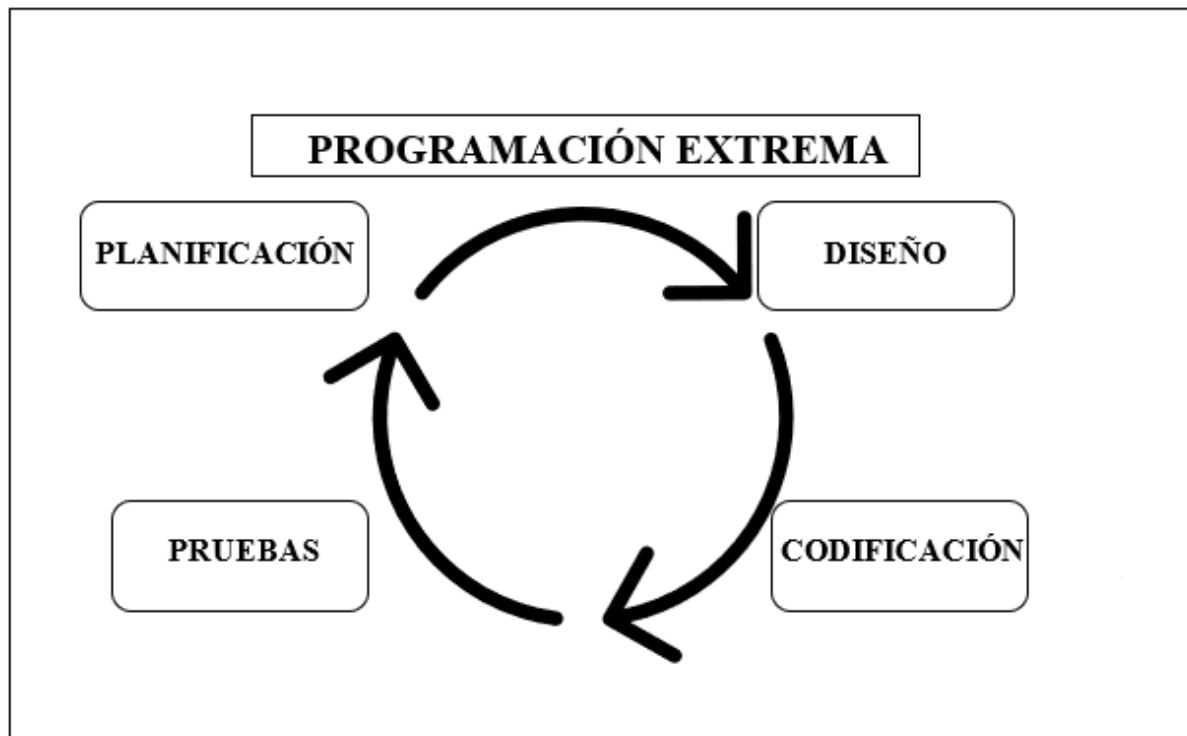 PROGRAMACIÓN EXTREMA
PLANIFICACIÓN
DISEÑO
PRUEBAS
CODIFICACIÓN